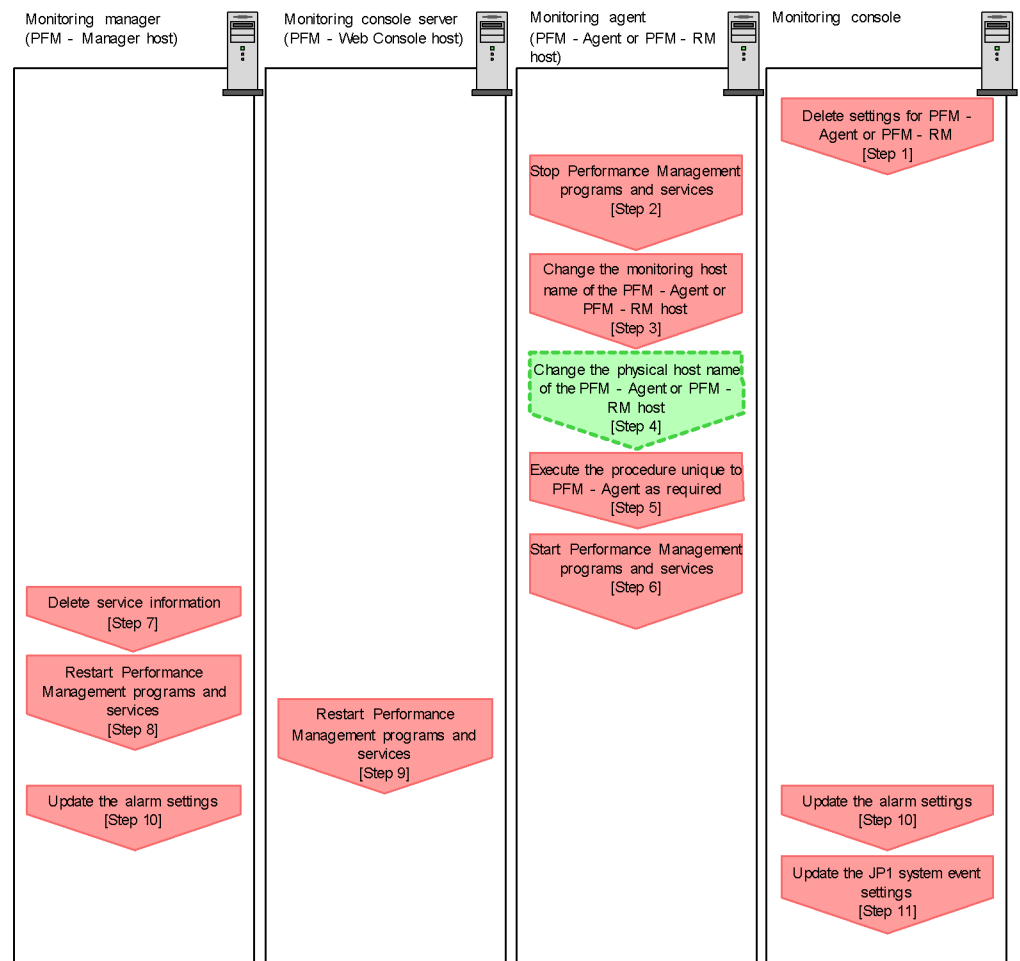 Monitoring manager
(PFM - Manager host)
Monitoring console server
(PFM - Web Console host)
Monitoring agent
(PFM - Agent or PFM - RM
host)
Monitoring console
Delete settings for PFM -
Agent or PFM - RM
[Step 1]
Stop Performance Management
programs and services
[Step 2]
Change the monitoring host
name of the PFM - Agent or
PFM - RM host
[Step 3]
Change the physical host name
of the PFM - Agent or PFM -
RM host
[Step 4]
Execute the procedure unique to
PFM - Agent as required
[Step 5]
Start Performance Management
programs and services
[Step 6]
Delete service information
[Step 7]
Restart Performance
Management programs and
services
[Step 8]
Restart Performance
Management programs and
services
[Step 9]
Update the alarm settings
[Step 10]
Update the alarm settings
[Step 10]
Update the JP1 system event
settings
[Step 11]